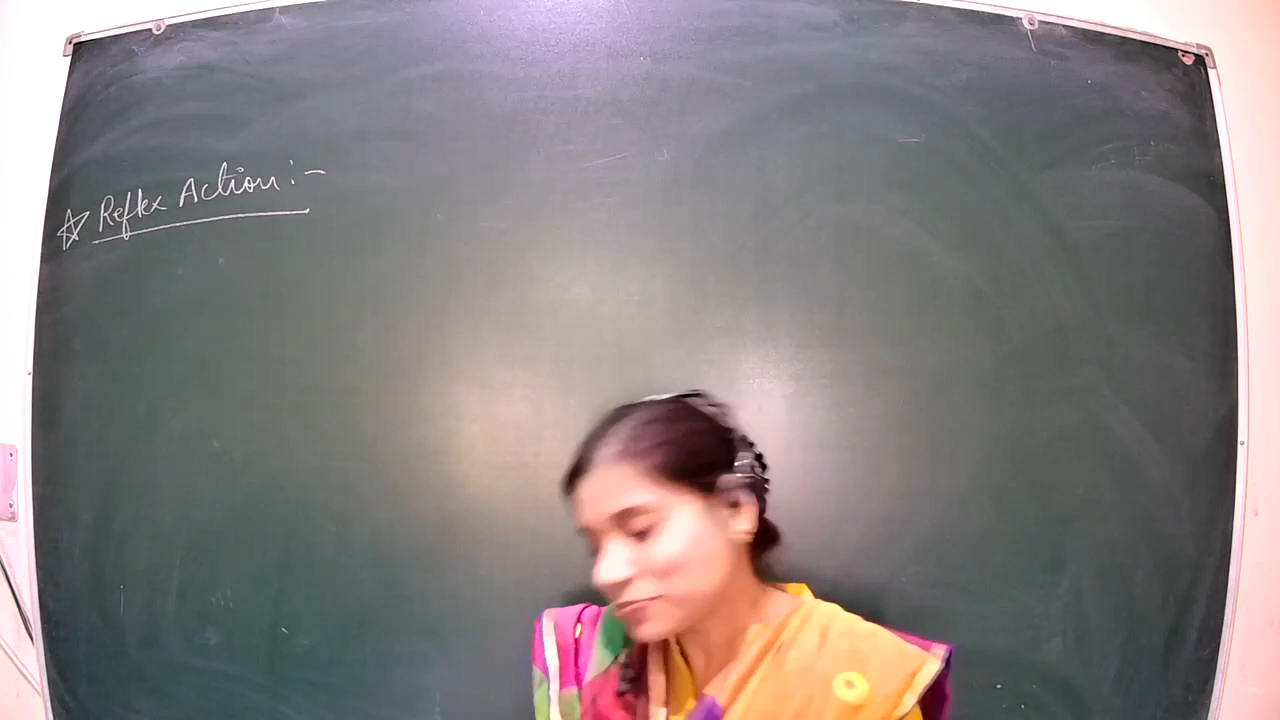 ☆ Reflex Action :-